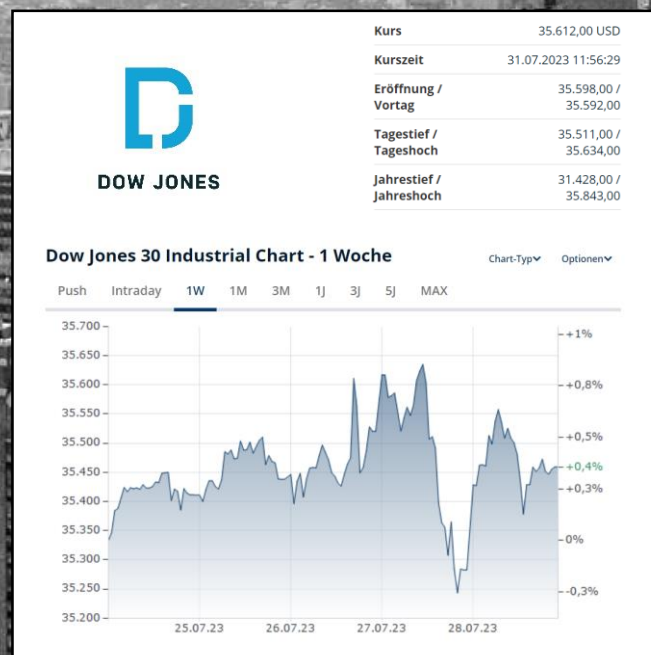 Kurs 35.612,00 USD
Kurszeit 31.07.2023 11:56:29
Eröffnung / 35.598,00 /
Vortag 35.592,00
Tagestief / 35.511,00 /
Tageshoch 35.634,00
Jahrestief / 31.428,00 /
Jahreshoch 35.843,00
DOW JONES
Dow Jones 30 Industrial Chart - 1 Woche
Chart-Typ Optionen
Push Intraday 1W 1M 3M 1J 3J 5J MAX
35.700
35.650
35.600
35.550
35.500
35.450
35.400
35.350
35.300
35.250
35.200
+1%
+0,8%
+0,5%
+0,4%
+0,3%
0%
-0,3%
25.07.23 26.07.23 27.07.23 28.07.23